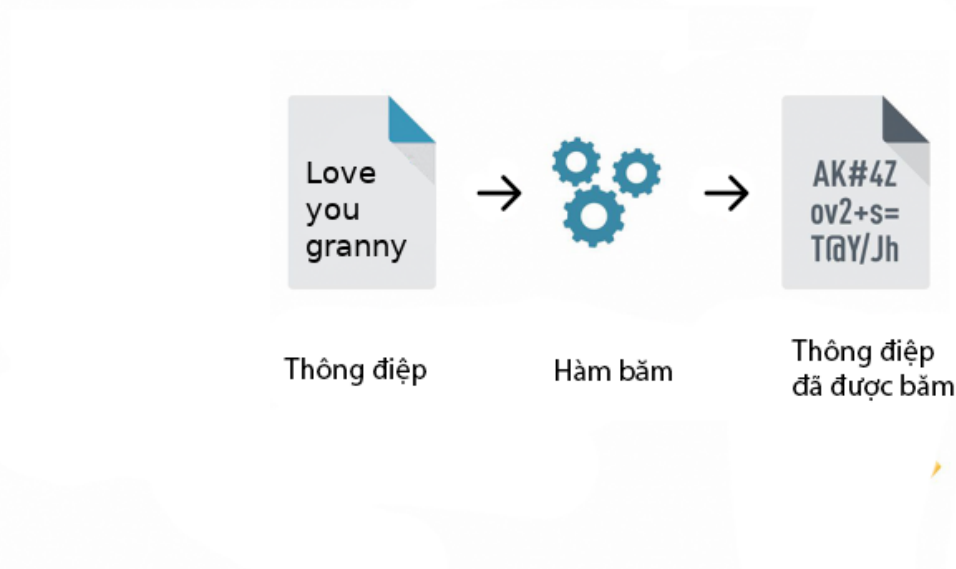 Love
you
granny
AK#4Z
ov2+s=
T@Y/Jh
Thông điệp
Hàm băm
Thông điệp
đã được băm